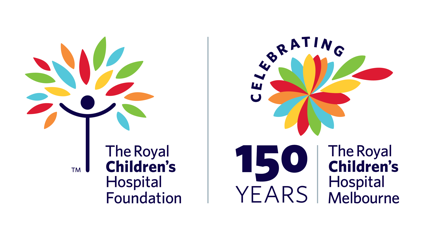 TM
The Royal
Children's
Hospital
Foundation
CELEBRATING
150
YEARS
The Royal
Children's
Hospital
Melbourne